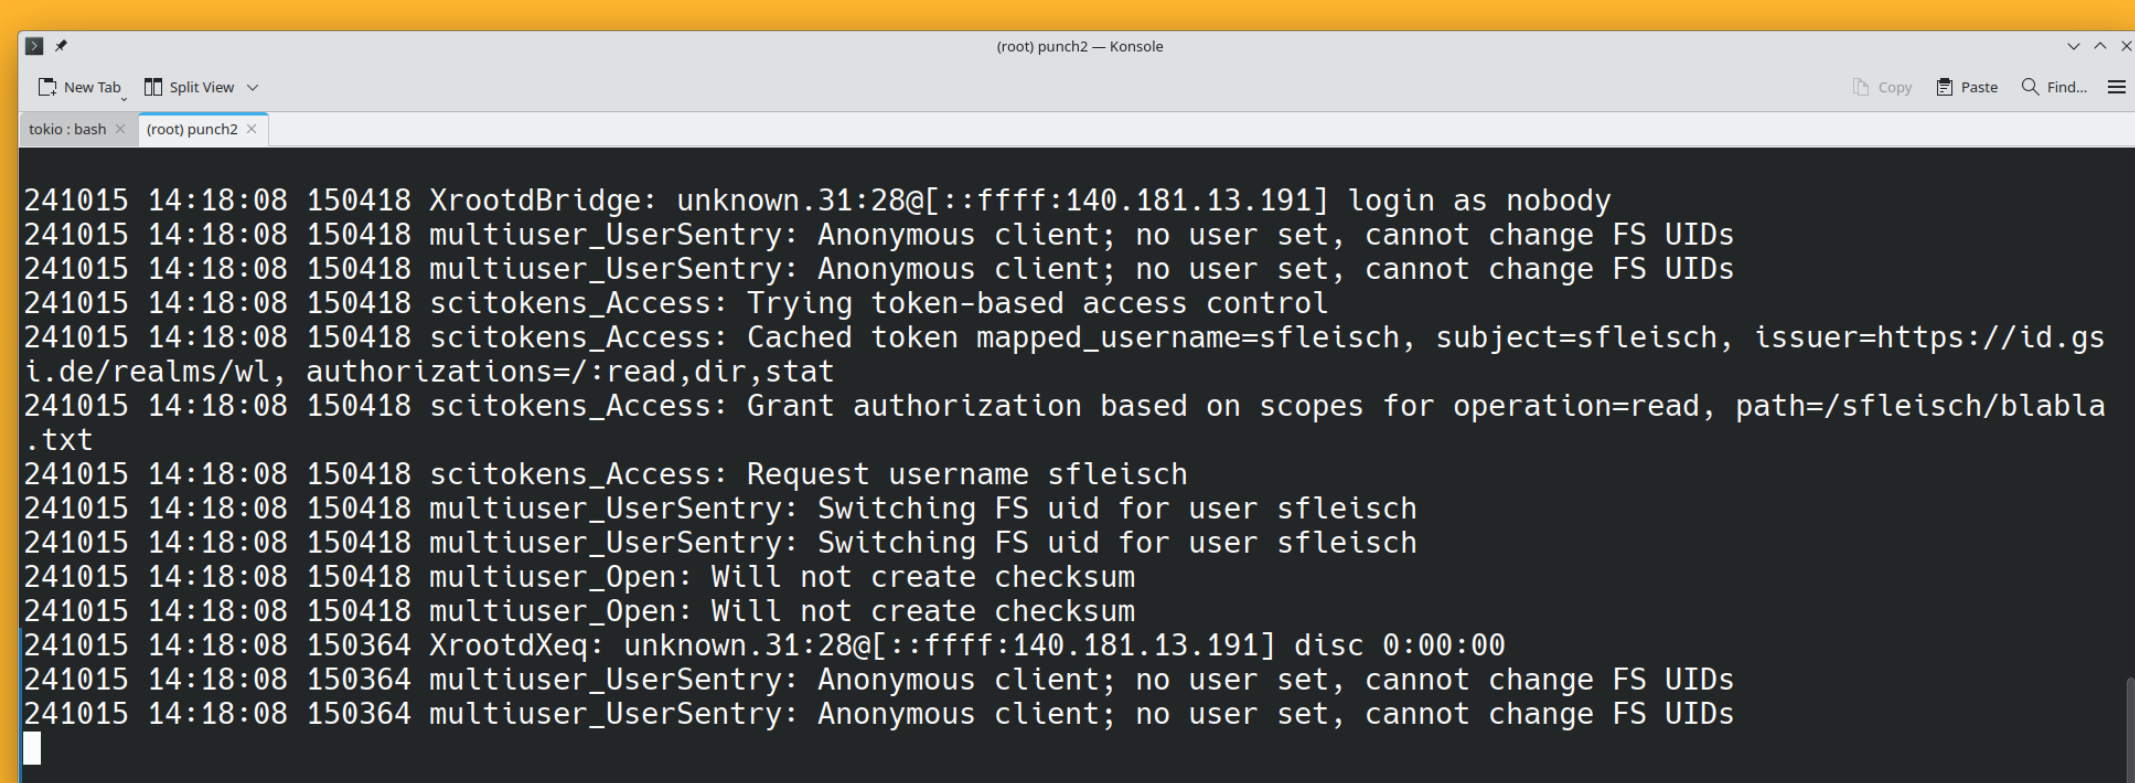 (root) punch2 — Konsole
New Tab
Split View
Copy
Paste
Find...
tokio : bash
(root) punch2
241015 14:18:08 150418 XrootdBridge: unknown.31:28@[::ffff:140.181.13.191] login as nobody
241015 14:18:08 150418 multiuser_UserSentry: Anonymous client; no user set, cannot change FS UIDs
241015 14:18:08 150418 multiuser_UserSentry: Anonymous client; no user set, cannot change FS UIDs
241015 14:18:08 150418 scitokens_Access: Trying token-based access control
241015 14:18:08 150418 scitokens_Access: Cached token mapped_username=sfleisch, subject=sfleisch, issuer=https://id.gs
i.de/realms/wl, authorizations=/:read,dir,stat
241015 14:18:08 150418 scitokens_Access: Grant authorization based on scopes for operation=read, path=/sfleisch/blabla
.txt
241015 14:18:08 150418 scitokens_Access: Request username sfleisch
241015 14:18:08 150418 multiuser_UserSentry: Switching FS uid for user sfleisch
241015 14:18:08 150418 multiuser_UserSentry: Switching FS uid for user sfleisch
241015 14:18:08 150418 multiuser_Open: Will not create checksum
241015 14:18:08 150418 multiuser_Open: Will not create checksum
241015 14:18:08 150364 XrootdXeq: unknown.31:28@[::ffff:140.181.13.191] disc 0:00:00
241015 14:18:08 150364 multiuser_UserSentry: Anonymous client; no user set, cannot change FS UIDs
241015 14:18:08 150364 multiuser_UserSentry: Anonymous client; no user set, cannot change FS UIDs